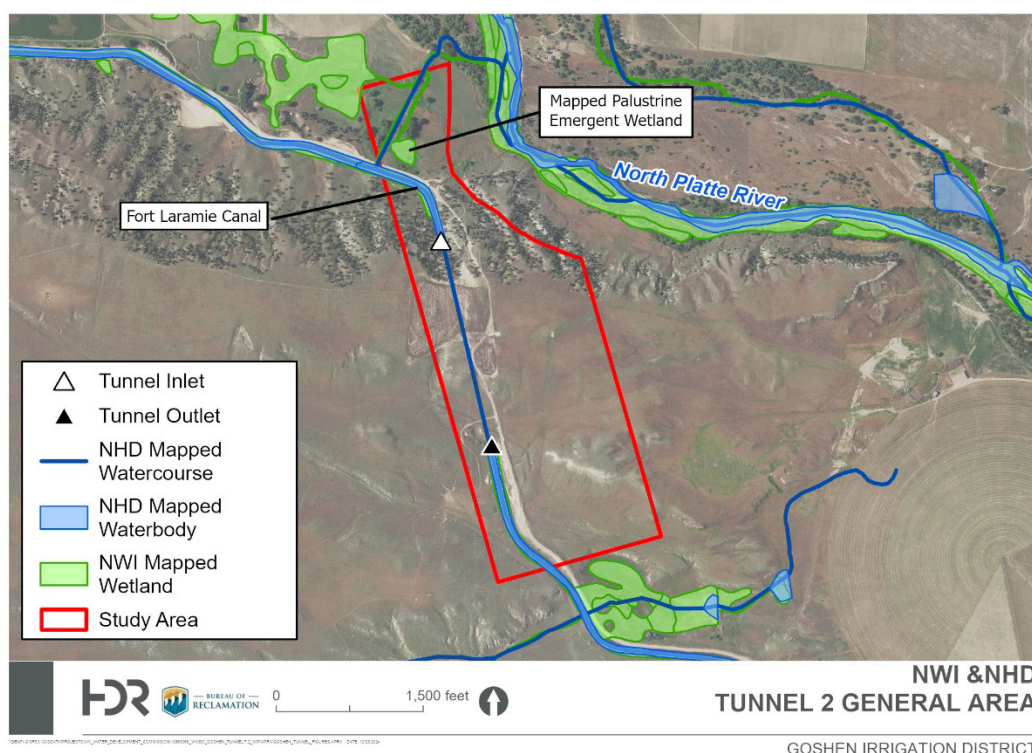 Mapped Palustrine
Emergent Wetland
North Platte River
Fort Laramie Canal
Tunnel Inlet
Tunnel Outlet
NHD Mapped
Watercourse
NHD Mapped
Waterbody
NWI Mapped
Wetland
Study Area
HDR
BUREAU OF
RECLAMATION
0
1,500 feet
NWI &NHD
TUNNEL 2 GENERAL AREA
GOSHEN IRRIGATION DISTRICT